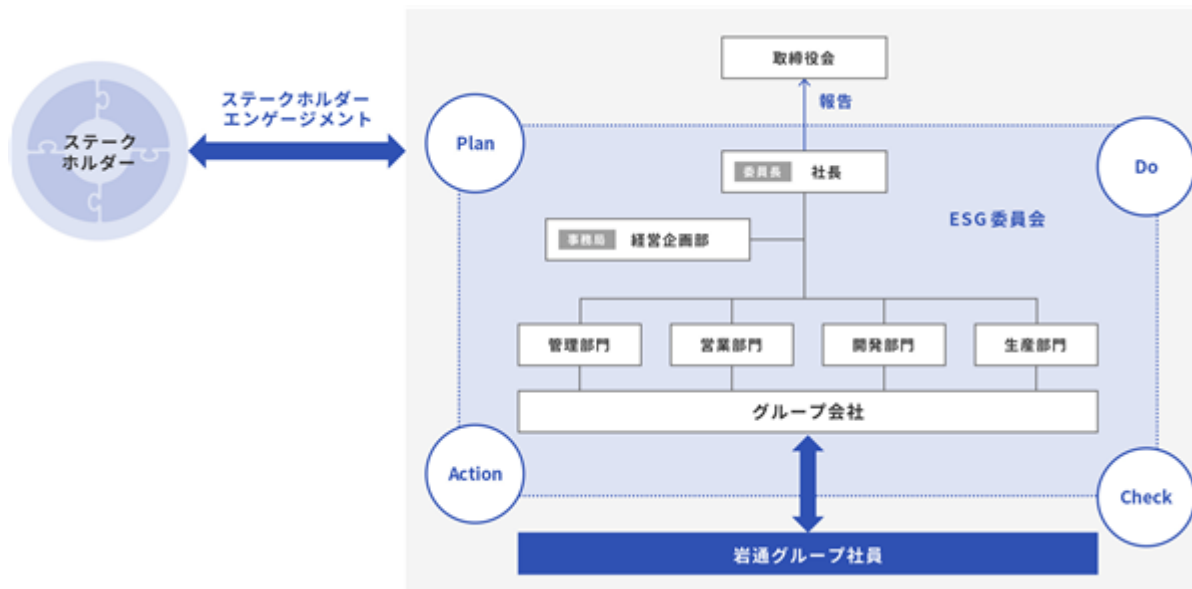 取締役会
報告
ステークホルダー
エンゲージメント
ステーク
ホルダー
Plan
Do
委員長 社長
ESG委員会
事務局 経営企画部
管理部門
営業部門
開発部門
生産部門
グループ会社
Action
Check
岩通グループ社員